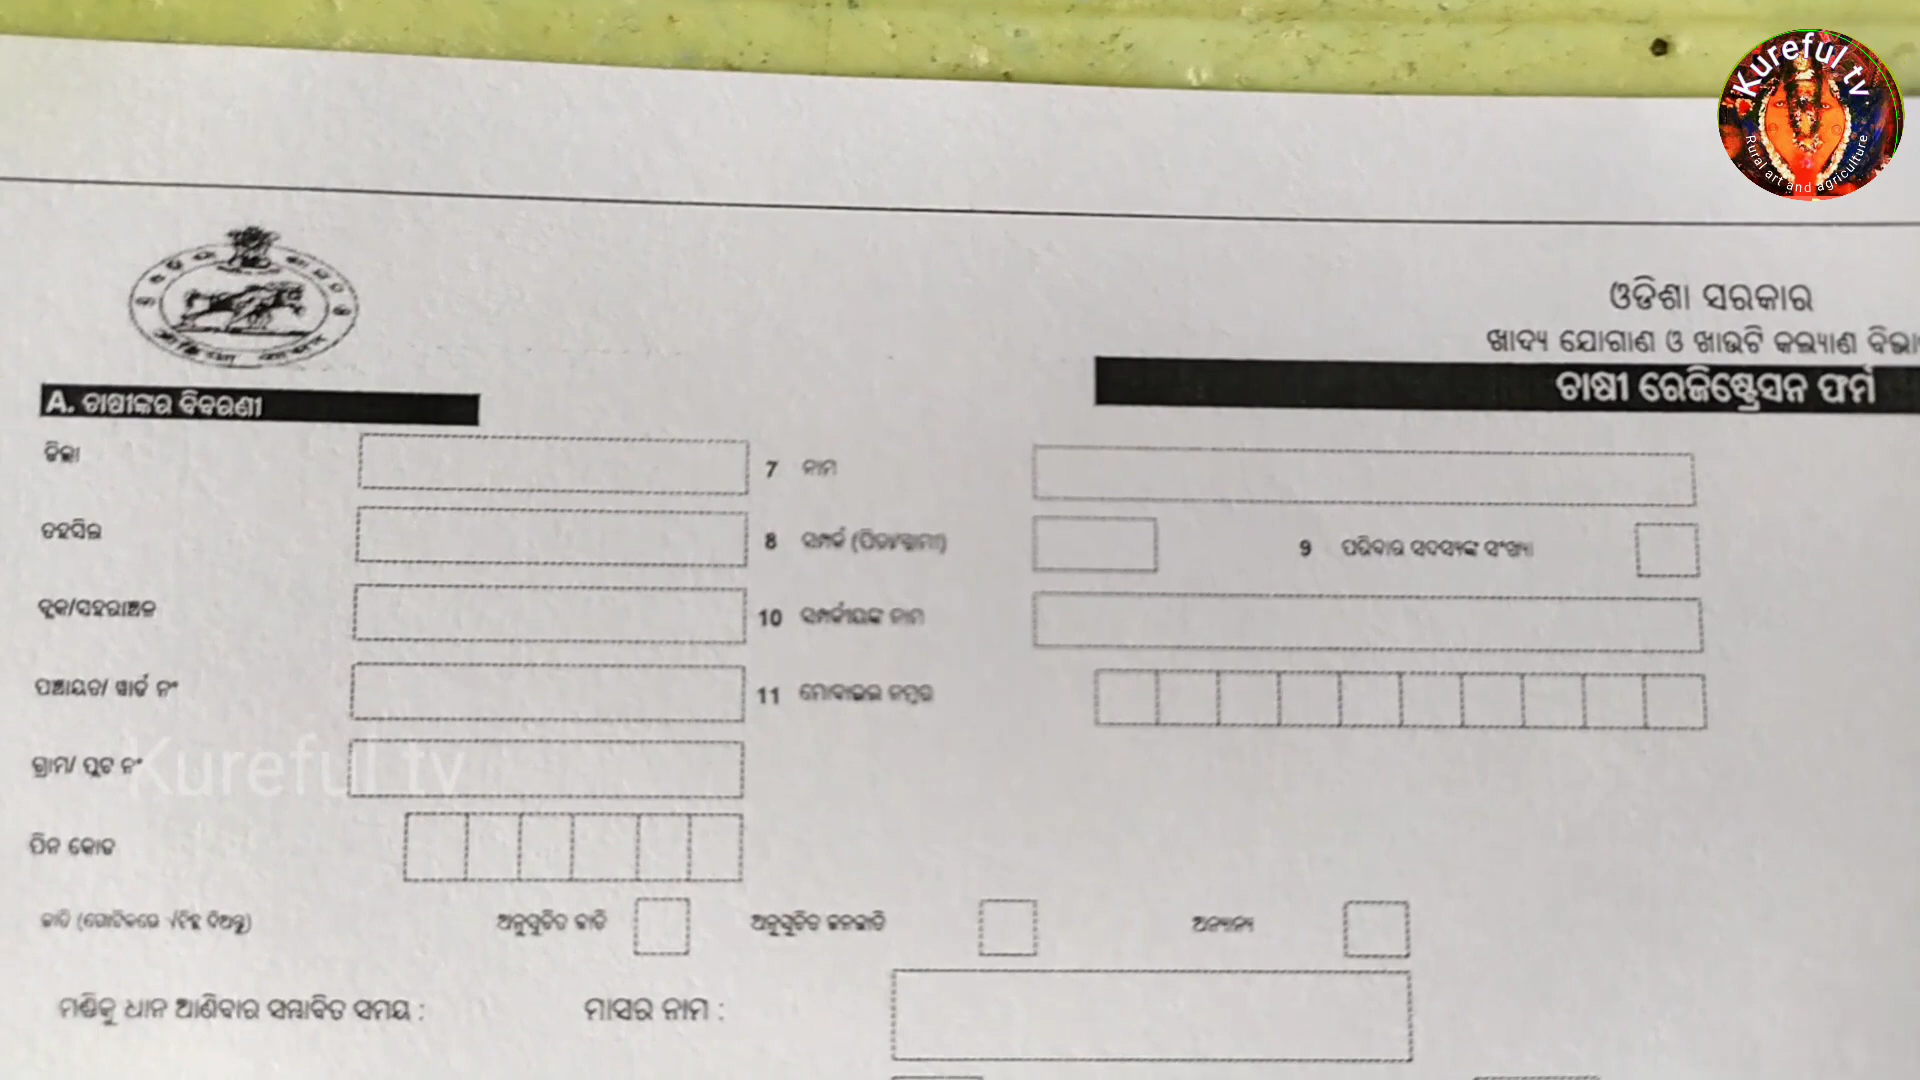 Kureful tv
Rural art and agriculture
ଓଡିଶା ସରକାର
ଖାଦ୍ୟ ଯୋଗାଣ ଓ ଖାଉଟି କଲ୍ୟାଣ
ଚାଷୀ ରେଜିଷ୍ଟ୍ରେସନ ଫର୍ମ
A. ଚାଷୀଙ୍କର ବିବରଣୀ
ଜିଲ୍ଲା
7 ନାମ
ତହସିଲ
8 ସମ୍ପର୍କ (ପିତା/ସ୍ୱାମୀ)
9 ପରିବାର ସଦସ୍ୟଙ୍କ ସଂଖ୍ୟା
ବ୍ଲକ/ସହରାଞ୍ଚଳ
10 ସମ୍ପର୍କୀୟଙ୍କ ନାମ
ପଞ୍ଚାୟତ/ ୱାର୍ଡ ନଂ
11 ମୋବାଇଲ ନମ୍ବର
ଗ୍ରାମ/ ପ୍ଲଟ ନଂ
Kureful tv
ପିନ କୋଡ
ଜାତି (ଗୋଟିକରେ √ଚିହ୍ନ ଦିଅନ୍ତୁ)
ଅନୁସୂଚିତ ଜାତି
ଅନୁସୂଚିତ ଜନଜାତି
ଅନ୍ୟାନ୍ୟ
ମଣ୍ଡିକୁ ଧାନ ଆଣିବାର ସମ୍ଭାବିତ ସମୟ :
ମାସର ନାମ :